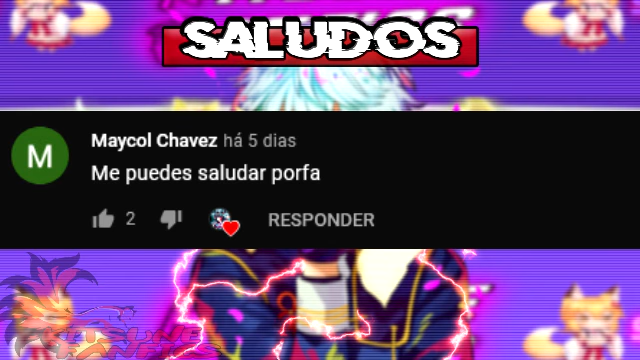 SALUDOS
M
Maycol Chavez há 5 dias
Me puedes saludar porfa
2
RESPONDER